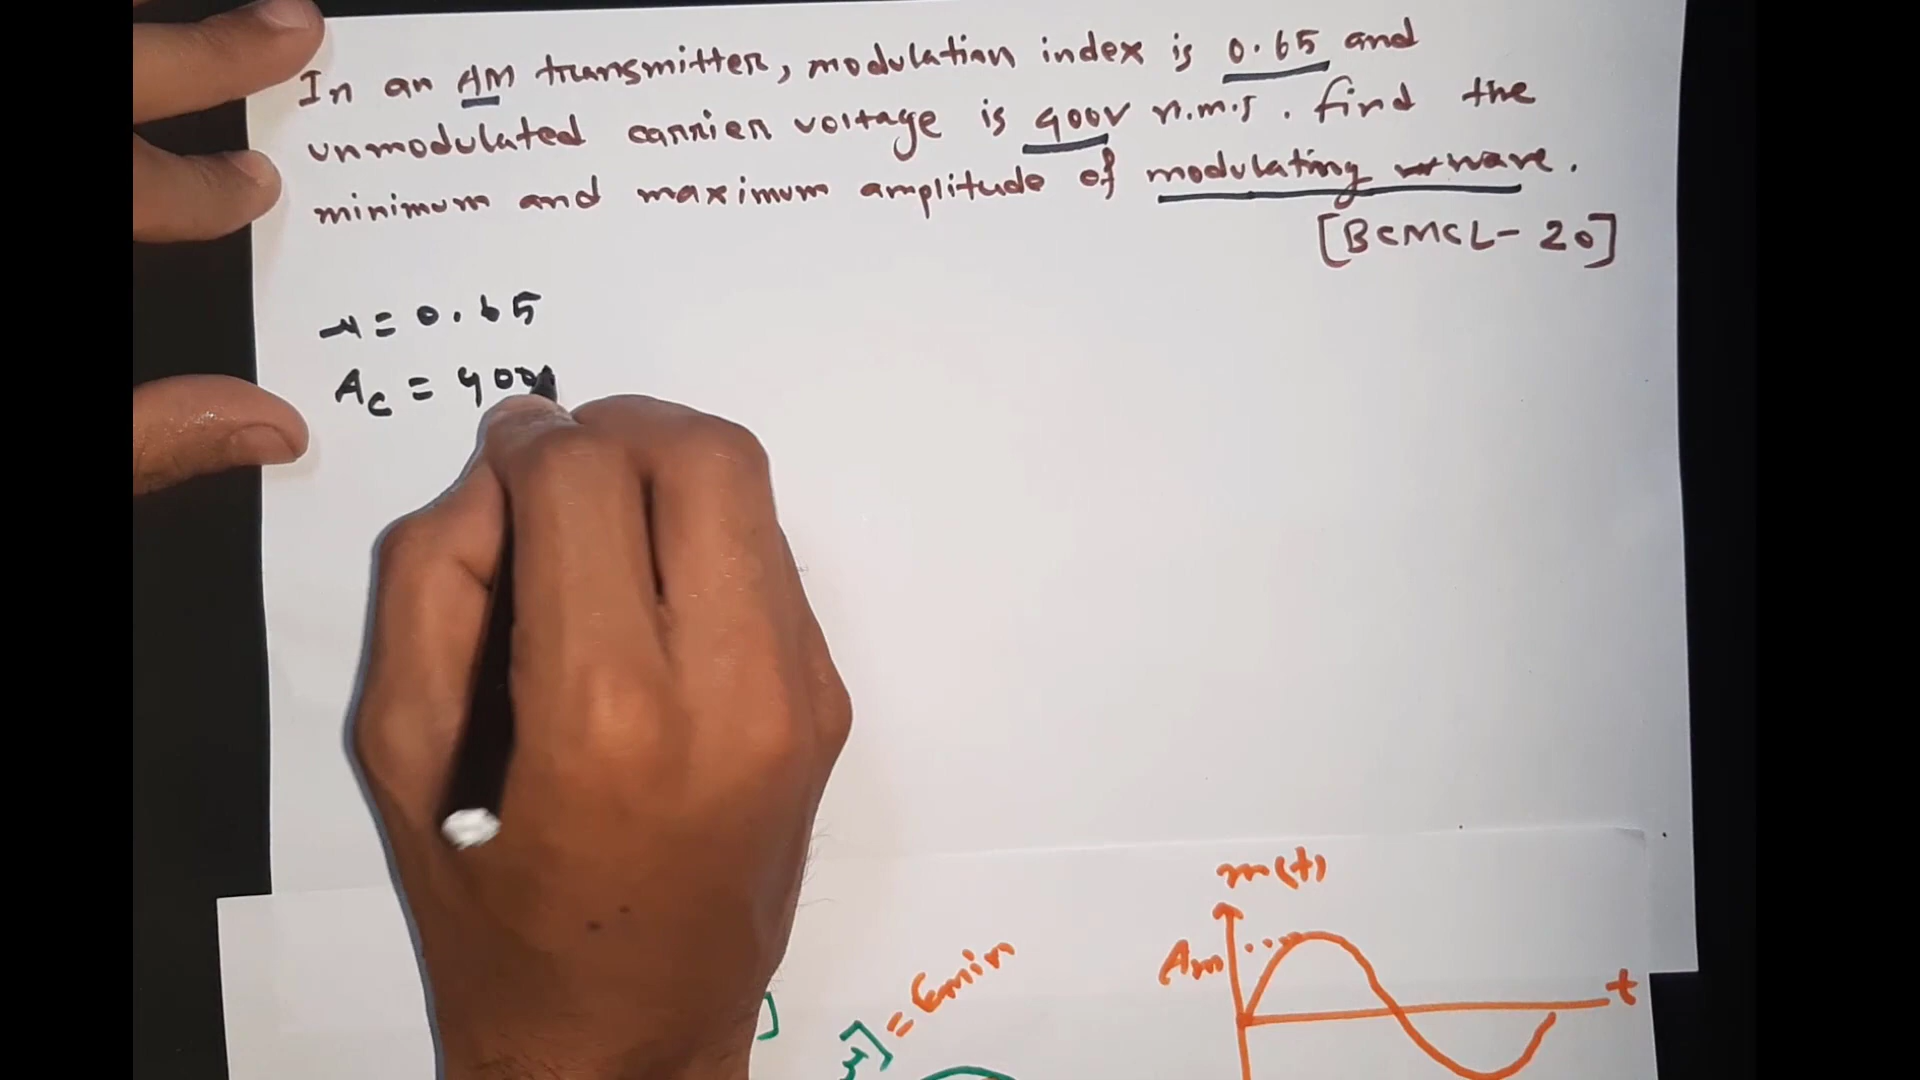 In an AM transmitter, modulation index is 0.65 and
unmodulated carrier voltage is 400V r.m.s. find the
minimum and maximum amplitude of modulating wave.
[BCMCL-20]
μ = 0.65
Ac = 400
m(t)
Am
t
] = Emin
]